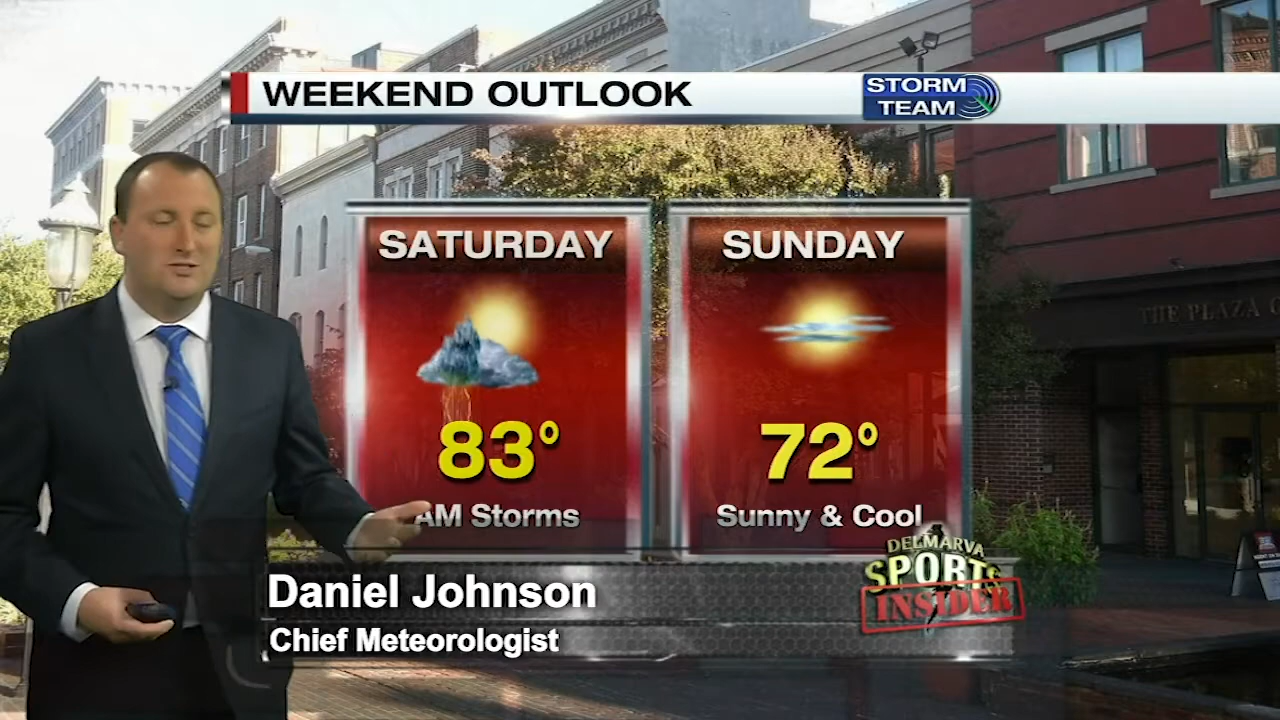 WEEKEND OUTLOOK
STORM
TEAM
SATURDAY
SUNDAY
83°
72°
AM Storms
Sunny & Cool
THE PLAZA
Daniel Johnson
Chief Meteorologist
DELMARVA
SPORTS
INSIDER